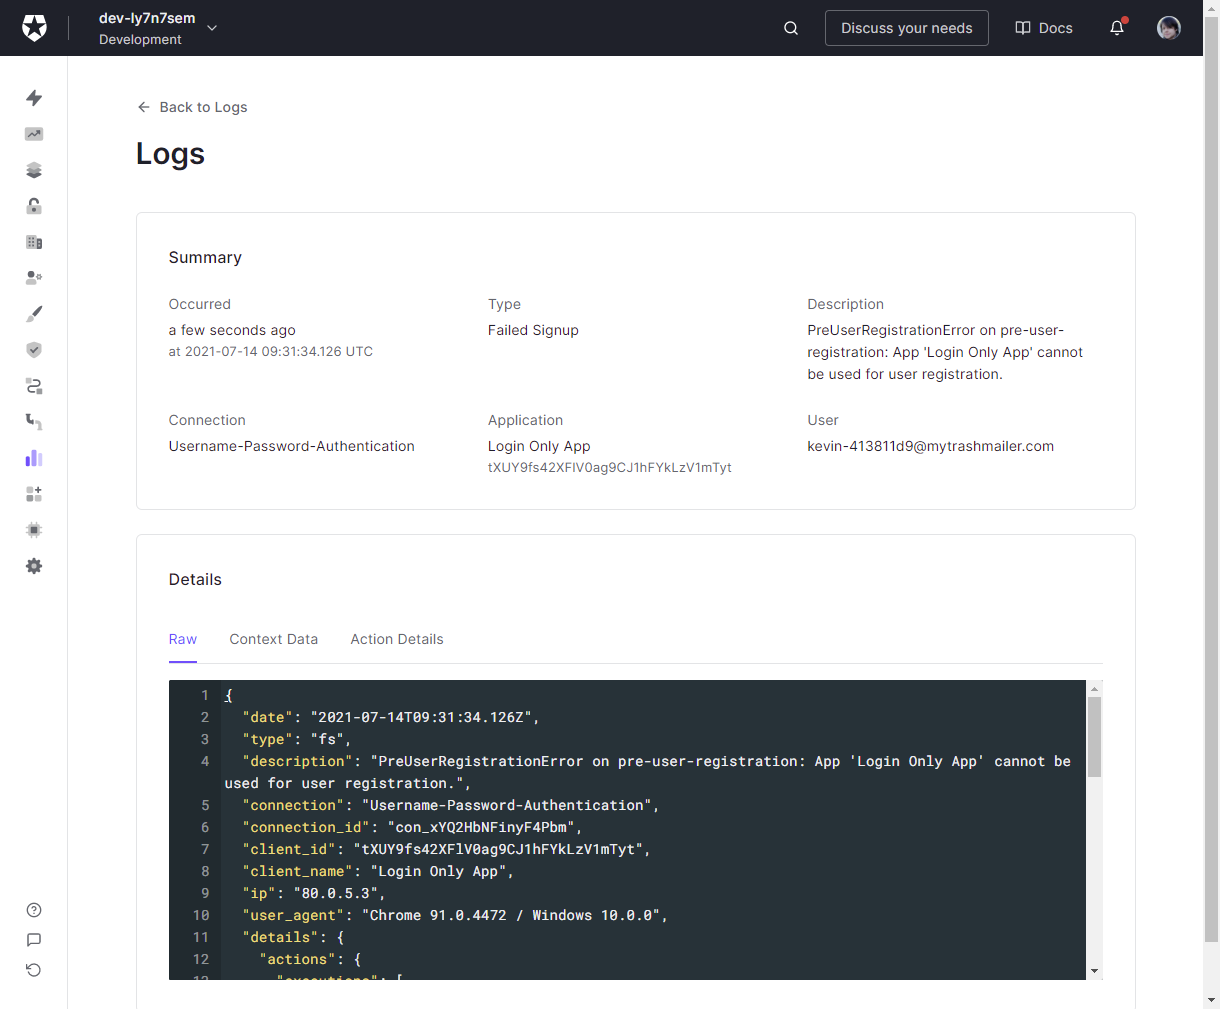 dev-ly7n7sem
Development
Discuss your needs
Docs
Back to Logs
Logs
Summary
Occurred
a few seconds ago
at 2021-07-14 09:31:34.126 UTC
Type
Failed Signup
Description
PreUserRegistrationError on pre-user-
registration: App 'Login Only App' cannot
be used for user registration.
Connection
Username-Password-Authentication
Application
Login Only App
tXUY9fs42XFlV0ag9CJ1hFYkLzV1mTyt
User
kevin-413811d9@mytrashmailer.com
Details
Raw Context Data Action Details
1 {
2 "date": "2021-07-14T09:31:34.126Z",
3 "type": "fs",
4 "description": "PreUserRegistrationError on pre-user-registration: App 'Login Only App' cannot be
used for user registration.",
5 "connection": "Username-Password-Authentication",
6 "connection_id": "con_xYQ2HbNFinyF4Pbm",
7 "client_id": "tXUY9fs42XFlV0ag9CJ1hFYkLzV1mTyt",
8 "client_name": "Login Only App",
9 "ip": "80.0.5.3",
10 "user_agent": "Chrome 91.0.4472 / Windows 10.0.0",
11 "details": {
12 "actions": {
13 "executions": [